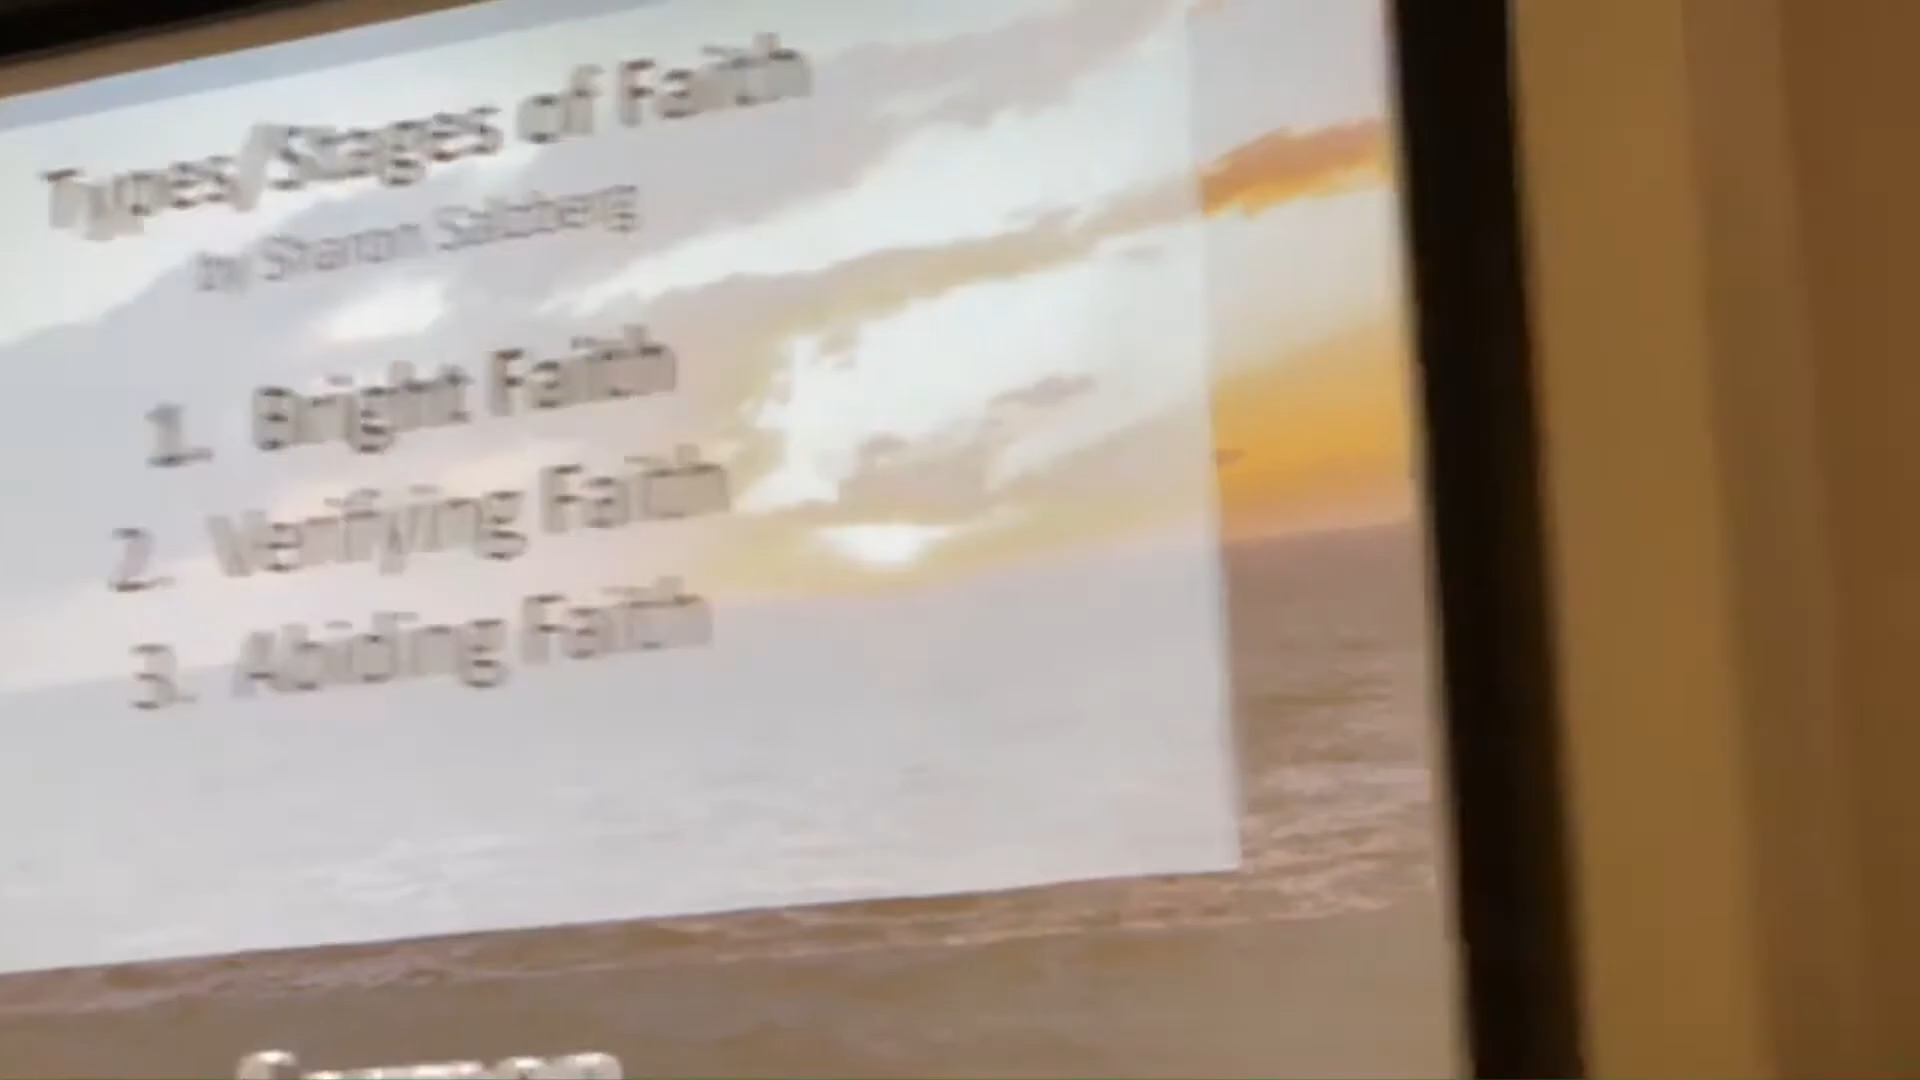 Types/Stages of Faith
by Sharon Salzberg
1. Bright Faith
2. Verifying Faith
3. Abiding Faith